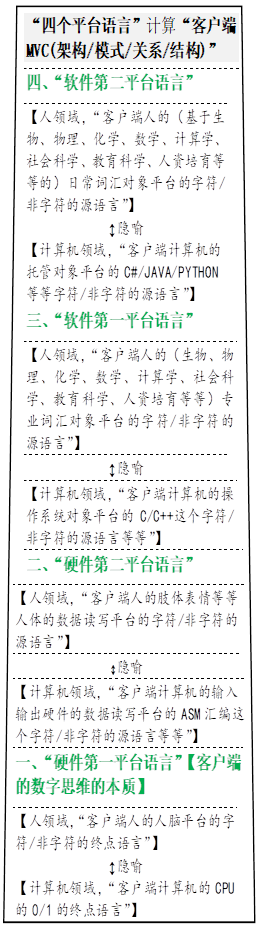 “四个平台语言”计算“客户端
MVC(架构/模式/关系/结构)”
四、“软件第二平台语言”
【人领域，“客户端人的（基于生
物、物理、化学、数学、计算学、
社会科学、教育科学、人资培育等
等的）日常词汇对象平台的字符/
非字符的源语言”】
↕隐喻
【计算机领域，“客户端计算机的
托管对象平台的 C#/JAVA/PYTHON
等等字符/非字符的源语言”】
三、“软件第一平台语言”
【人领域，“客户端人的（生物、物
理、化学、数学、计算学、社会科
学、教育科学、人资培育等等）专
业词汇对象平台的字符/非字符的
源语言”】
↕隐喻
【计算机领域，“客户端计算机的操
作系统对象平台的 C/C++这个字符/
非字符的源语言等等”】
二、“硬件第二平台语言”
【人领域，“客户端人的肢体表情等等
人体的数据读写平台的字符/非字符的
源语言”】
↕隐喻
【计算机领域，“客户端计算机的输入
输出硬件的数据读写平台的 ASM 汇编这
个字符/非字符的源语言等等”】
一、“硬件第一平台语言”【客户端
的数字思维的本质】
【人领域，“客户端人的人脑平台的字
符/非字符的终点语言”】
↕隐喻
【计算机领域，“客户端计算机的 CPU
的 0/1 的终点语言”】